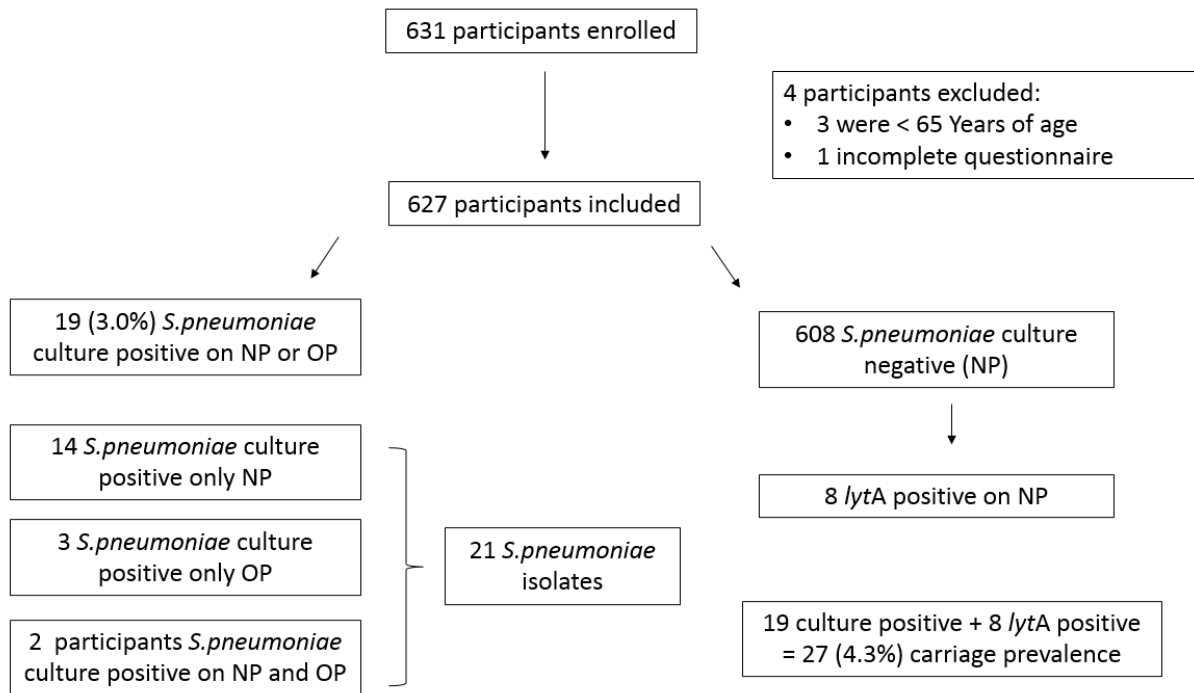 631 participants enrolled
4 participants excluded:
• 3 were < 65 Years of age
• 1 incomplete questionnaire
627 participants included
19 (3.0%) S.pneumoniae
culture positive on NP or OP
608 S.pneumoniae culture
negative (NP)
14 S.pneumoniae culture
positive only NP
8 lytA positive on NP
3 S.pneumoniae culture
positive only OP
21 S.pneumoniae
isolates
2 participants S.pneumoniae
culture positive on NP and OP
19 culture positive + 8 lytA positive
= 27 (4.3%) carriage prevalence